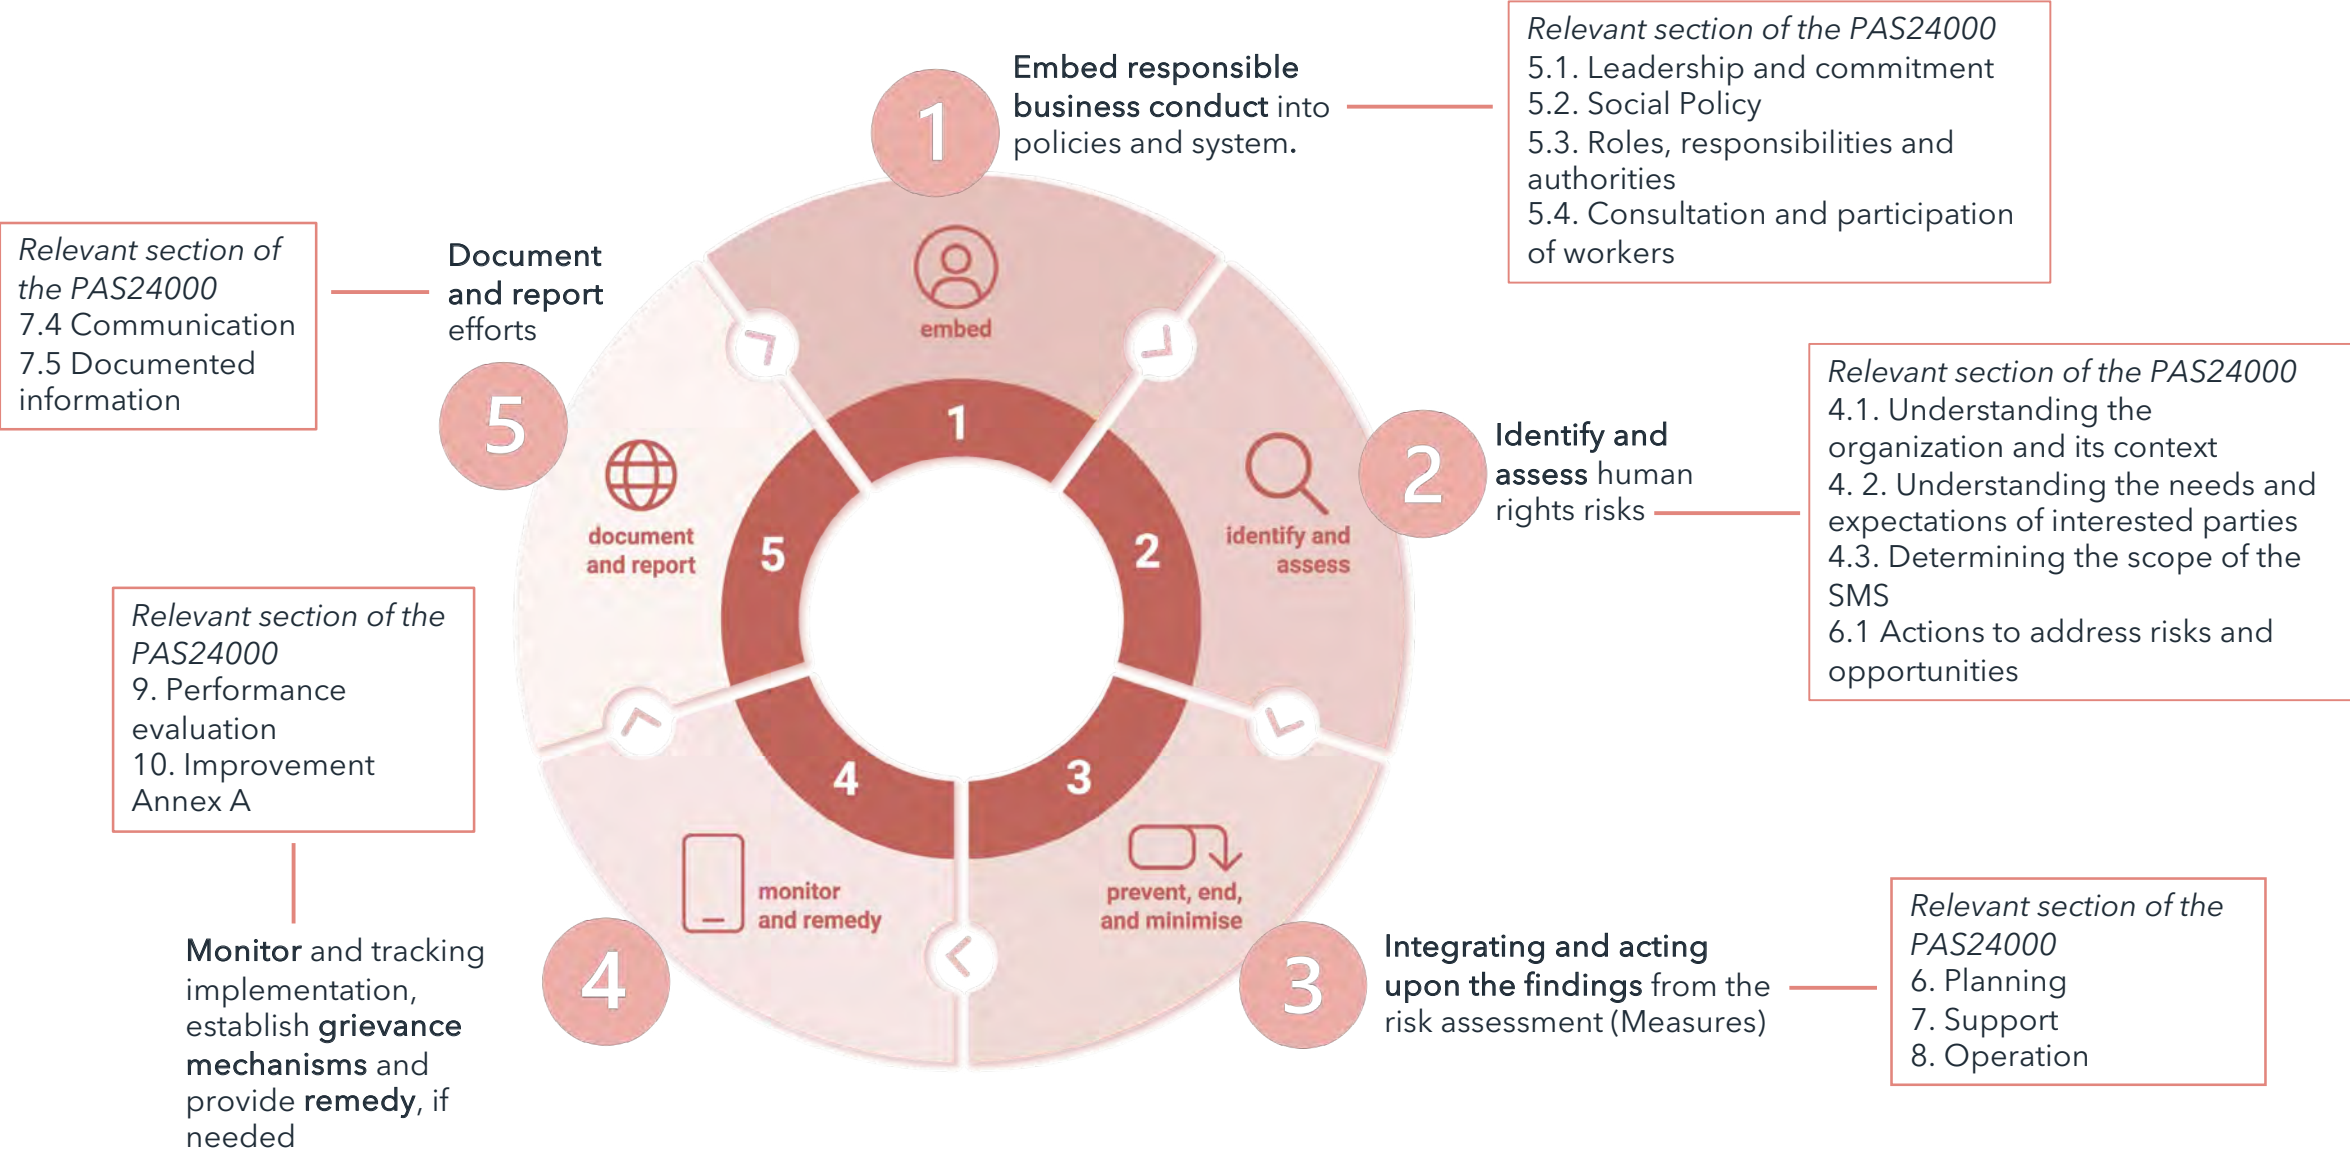 1
Embed responsible
business conduct into
policies and system.
Relevant section of the PAS24000
5.1. Leadership and commitment
5.2. Social Policy
5.3. Roles, responsibilities and
authorities
5.4. Consultation and participation
of workers
2
Identify and
assess human
rights risks
Relevant section of the PAS24000
4.1. Understanding the
organization and its context
4. 2. Understanding the needs and
expectations of interested parties
4.3. Determining the scope of the
SMS
6.1 Actions to address risks and
opportunities
3
Integrating and acting
upon the findings from the
risk assessment (Measures)
Relevant section of the
PAS24000
6. Planning
7. Support
8. Operation
4
Monitor and tracking
implementation,
establish grievance
mechanisms and
provide remedy, if
needed
Relevant section of the
PAS24000
9. Performance
evaluation
10. Improvement
Annex A
5
Document
and report
efforts
Relevant section of
the PAS24000
7.4 Communication
7.5 Documented
information
embed
1
identify and
assess
2
prevent, end,
and minimise
3
monitor
and remedy
4
document
and report
5